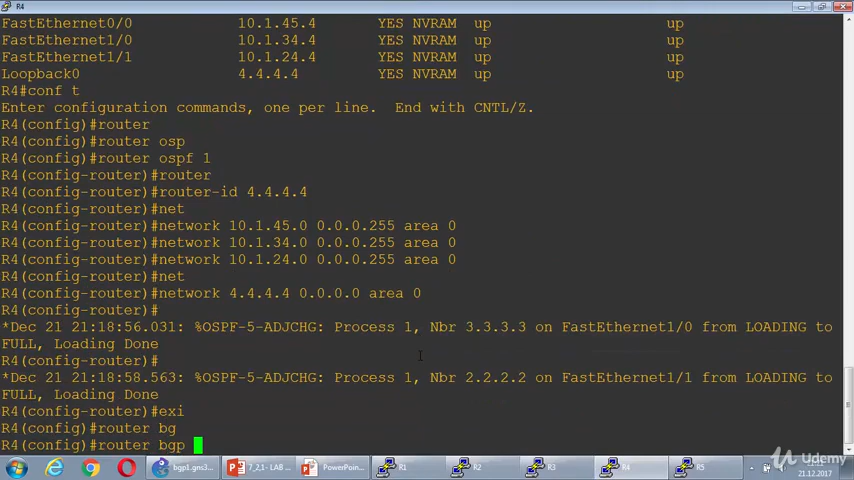 R4
FastEthernet0/0 10.1.45.4 YES NVRAM up up
FastEthernet1/0 10.1.34.4 YES NVRAM up up
FastEthernet1/1 10.1.24.4 YES NVRAM up up
Loopback0 4.4.4.4 YES NVRAM up up
R4#conf t
Enter configuration commands, one per line. End with CNTL/Z.
R4(config)#router
R4(config)#router osp
R4(config)#router ospf 1
R4(config-router)#router
R4(config-router)#router-id 4.4.4.4
R4(config-router)#net
R4(config-router)#network 10.1.45.0 0.0.0.255 area 0
R4(config-router)#network 10.1.34.0 0.0.0.255 area 0
R4(config-router)#network 10.1.24.0 0.0.0.255 area 0
R4(config-router)#net
R4(config-router)#network 4.4.4.4 0.0.0.0 area 0
R4(config-router)#
*Dec 21 21:18:56.031: %OSPF-5-ADJCHG: Process 1, Nbr 3.3.3.3 on FastEthernet1/0 from LOADING to
FULL, Loading Done
R4(config-router)#
*Dec 21 21:18:58.563: %OSPF-5-ADJCHG: Process 1, Nbr 2.2.2.2 on FastEthernet1/1 from LOADING to
FULL, Loading Done
R4(config-router)#exi
R4(config)#router bg
R4(config)#router bgp
Udemy
bgp1.gns3... 7_2_1 - LAB ... PowerPoin... R1 R2 R3 R4 R5
21.12.2017